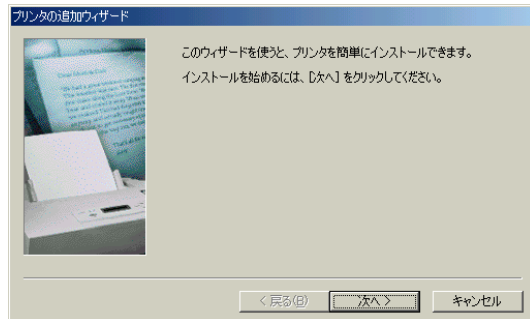 プリンタの追加ウィザード
このウィザードを使うと、プリンタを簡単にインストールできます。
インストールを始めるには、[次へ] をクリックしてください。
< 戻る(B)
次へ >
キャンセル